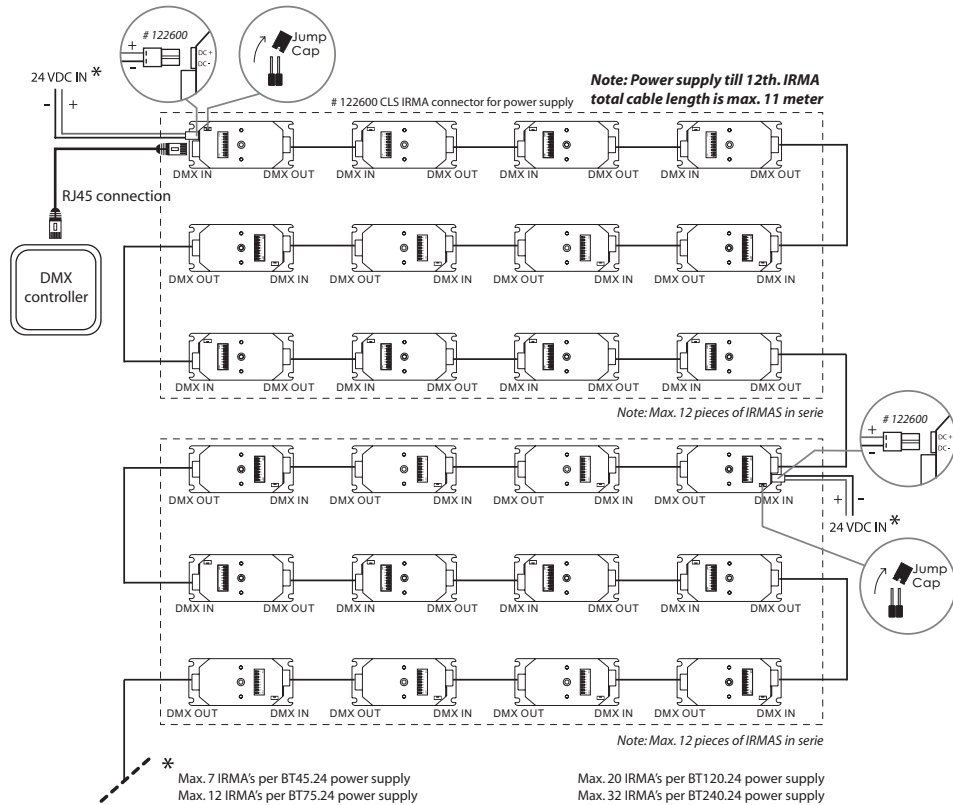 # 122600
+
-
DC +
DC -
Jump
Cap
24 VDC IN *
- +
Note: Power supply till 12th. IRMA
total cable length is max. 11 meter
# 122600 CLS IRMA connector for power supply
DMX IN DMX OUT DMX IN DMX OUT DMX IN DMX OUT DMX IN DMX OUT
RJ45 connection
DMX
controller
DMX OUT DMX IN DMX OUT DMX IN DMX OUT DMX IN DMX OUT DMX IN
DMX IN DMX OUT DMX IN DMX OUT DMX IN DMX OUT DMX IN DMX OUT
Note: Max. 12 pieces of IRMAS in serie
# 122600
+
-
DC +
DC -
DMX OUT DMX IN DMX OUT DMX IN DMX OUT DMX IN DMX OUT DMX IN
+ -
24 VDC IN *
Jump
Cap
DMX IN DMX OUT DMX IN DMX OUT DMX IN DMX OUT DMX IN DMX OUT
DMX OUT DMX IN DMX OUT DMX IN DMX OUT DMX IN DMX OUT DMX IN
Note: Max. 12 pieces of IRMAS in serie
*
Max. 7 IRMA's per BT45.24 power supply
Max. 12 IRMA's per BT75.24 power supply
Max. 20 IRMA's per BT120.24 power supply
Max. 32 IRMA's per BT240.24 power supply